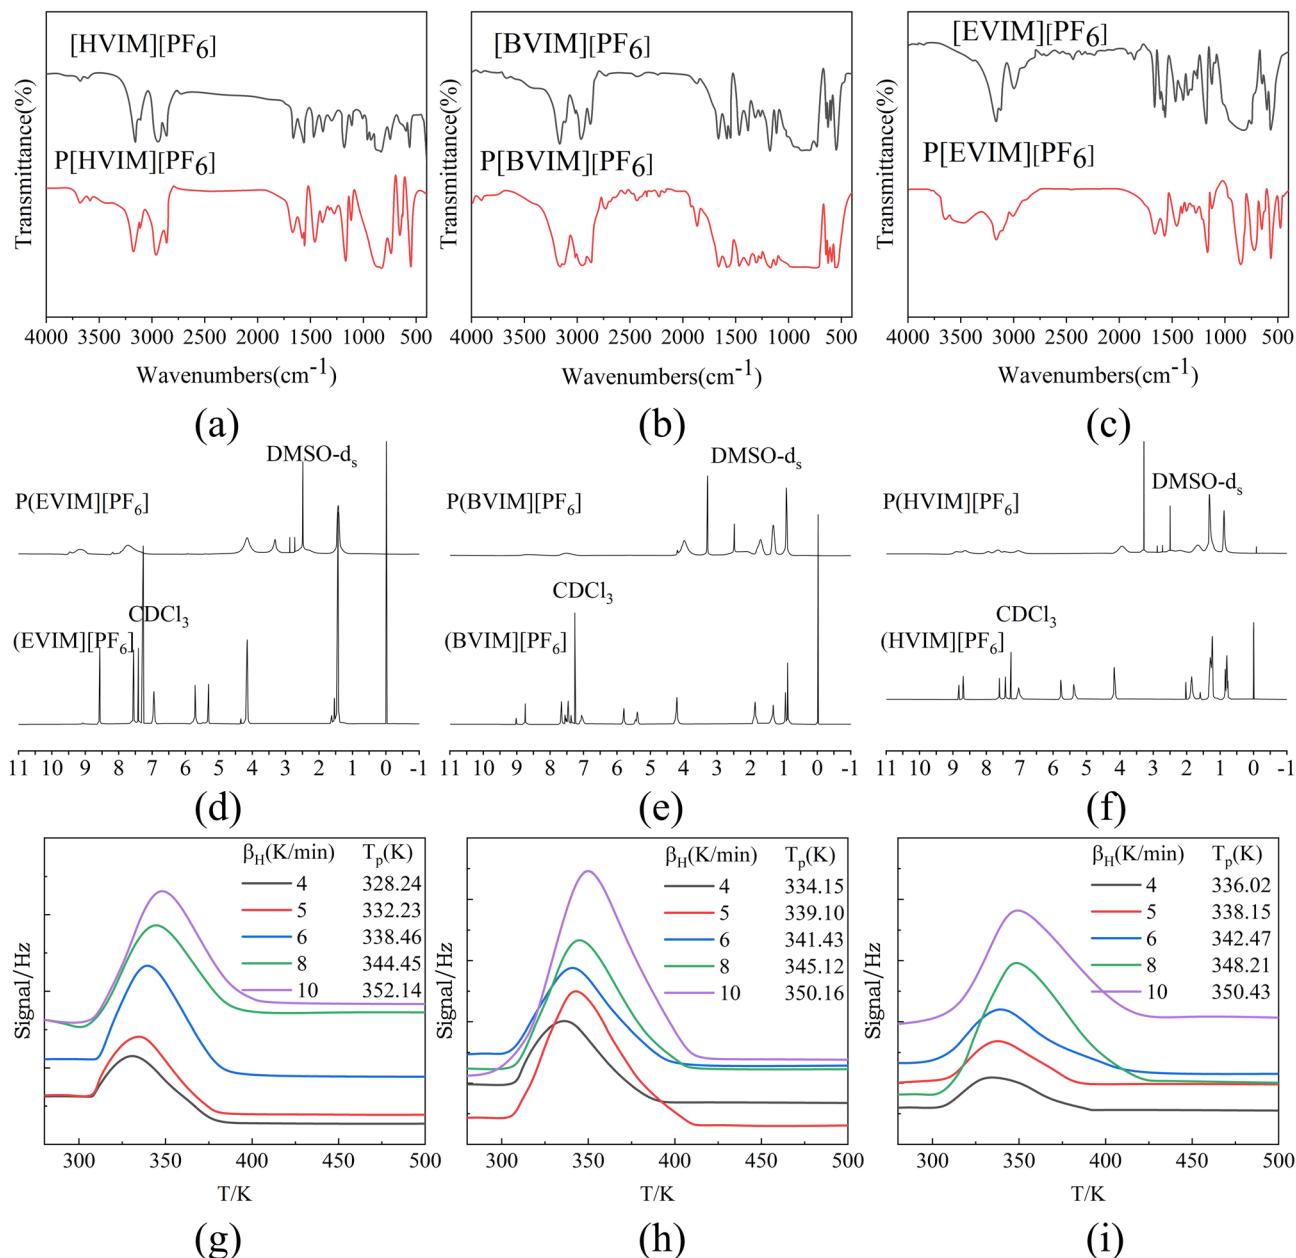 [HVIM][PF6]
P[HVIM][PF6]
Transmittance(%)
4000 3500 3000 2500 2000 1500 1000 500
Wavenumbers(cm-1)
(a)
[BVIM][PF6]
P[BVIM][PF6]
Transmittance(%)
4000 3500 3000 2500 2000 1500 1000 500
Wavenumbers(cm-1)
(b)
[EVIM][PF6]
P[EVIM][PF6]
Transmittance(%)
4000 3500 3000 2500 2000 1500 1000 500
Wavenumbers(cm-1)
(c)
DMSO-ds
P(EVIM][PF6]
CDCl3
(EVIM][PF6]
11 10 9 8 7 6 5 4 3 2 1 0 -1
(d)
DMSO-ds
P(BVIM][PF6]
CDCl3
(BVIM][PF6]
11 10 9 8 7 6 5 4 3 2 1 0 -1
(e)
DMSO-ds
P(HVIM][PF6]
CDCl3
(HVIM][PF6]
11 10 9 8 7 6 5 4 3 2 1 0 -1
(f)
βH(K/min) Tp(K)
4 328.24
5 332.23
6 338.46
8 344.45
10 352.14
Signal/Hz
300 350 400 450 500
T/K
(g)
βH(K/min) Tp(K)
4 334.15
5 339.10
6 341.43
8 345.12
10 350.16
Signal/Hz
300 350 400 450 500
T/K
(h)
βH(K/min) Tp(K)
4 336.02
5 338.15
6 342.47
8 348.21
10 350.43
Signal/Hz
300 350 400 450 500
T/K
(i)